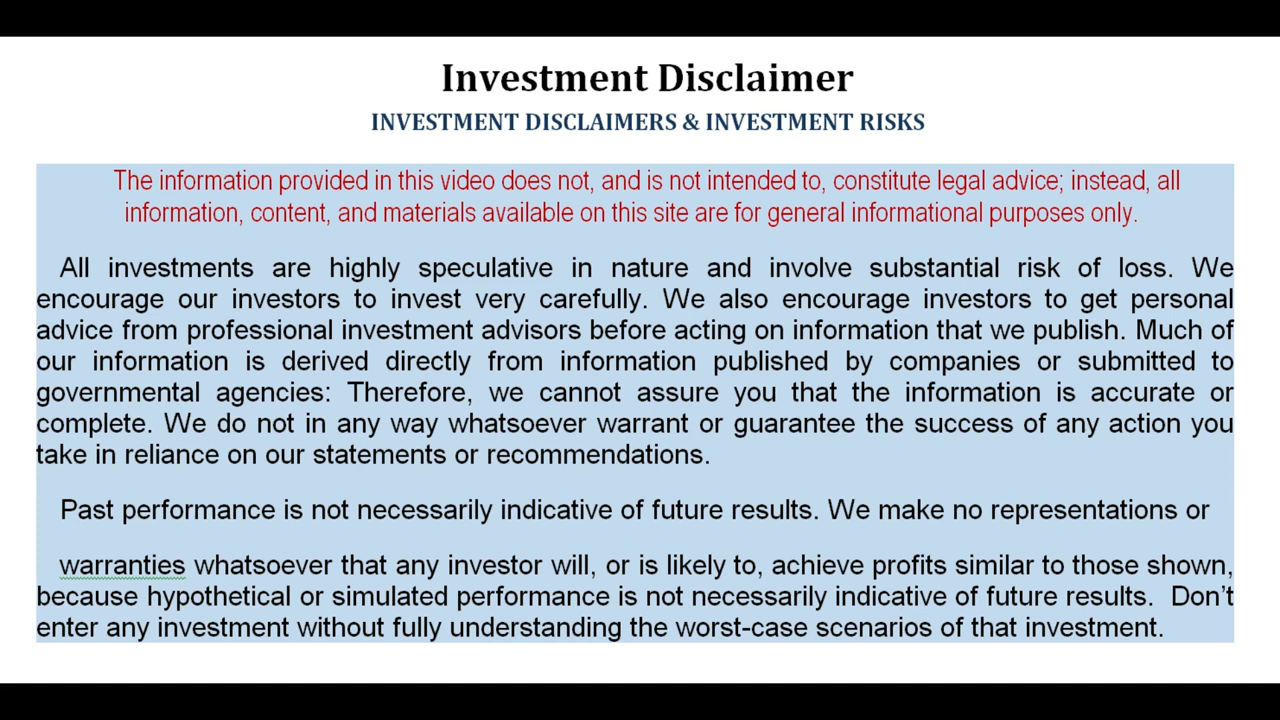 Investment Disclaimer
INVESTMENT DISCLAIMERS & INVESTMENT RISKS
The information provided in this video does not, and is not intended to, constitute legal advice; instead, all
information, content, and materials available on this site are for general informational purposes only.
All investments are highly speculative in nature and involve substantial risk of loss. We
encourage our investors to invest very carefully. We also encourage investors to get personal
advice from professional investment advisors before acting on information that we publish. Much of
our information is derived directly from information published by companies or submitted to
governmental agencies: Therefore, we cannot assure you that the information is accurate or
complete. We do not in any way whatsoever warrant or guarantee the success of any action you
take in reliance on our statements or recommendations.
Past performance is not necessarily indicative of future results. We make no representations or
warranties whatsoever that any investor will, or is likely to, achieve profits similar to those shown,
because hypothetical or simulated performance is not necessarily indicative of future results.  Don’t
enter any investment without fully understanding the worst-case scenarios of that investment.